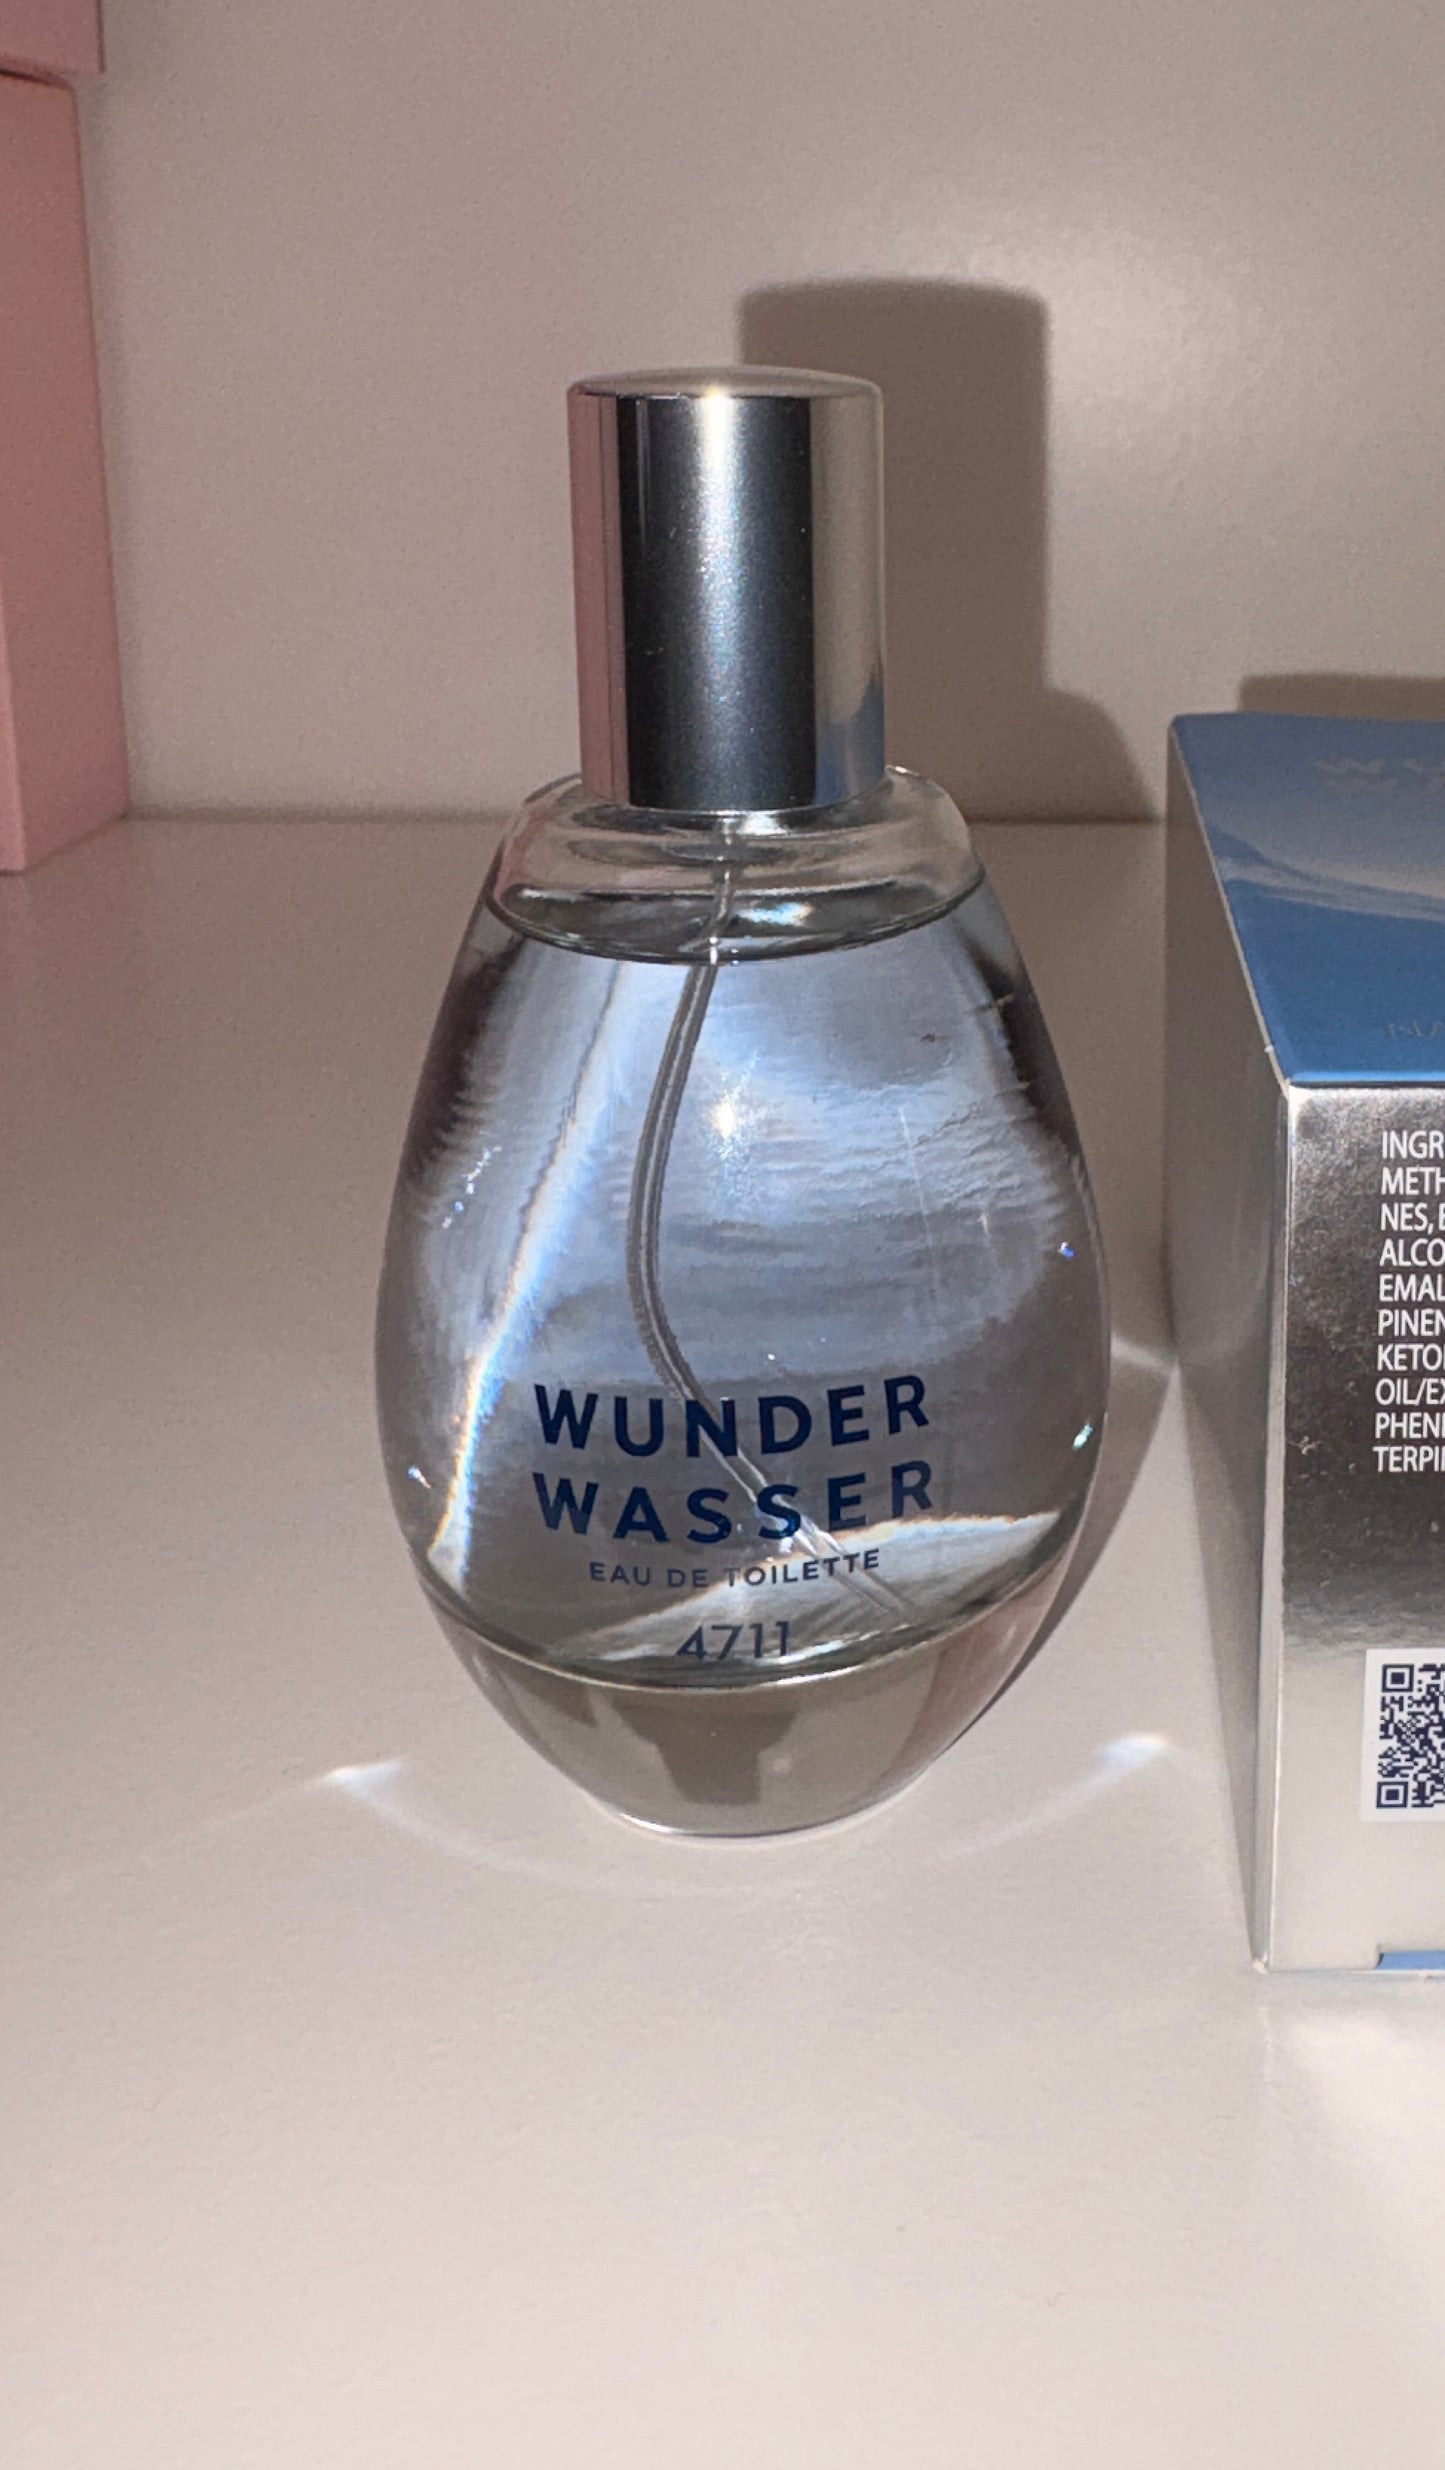 WUNDER
WASSER
EAU DE TOILETTE
4711
INGR
METH
NES, E
ALCO
EMAL
PINEN
KETO
OIL/EX
PHEN
TERPI